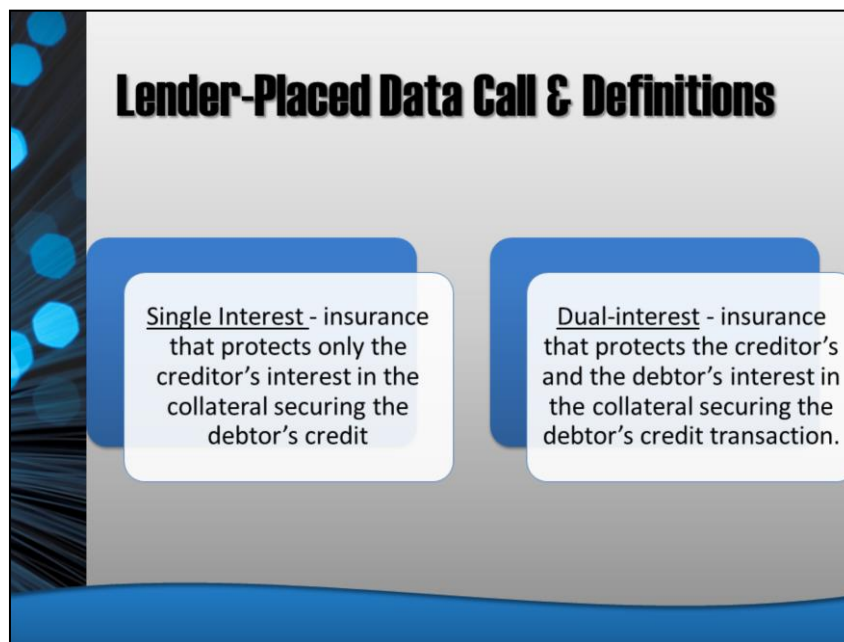 Lender-Placed Data Call & Definitions
Single Interest - insurance
that protects only the
creditor’s interest in the
collateral securing the
debtor’s credit
Dual-interest - insurance
that protects the creditor’s
and the debtor’s interest in
the collateral securing the
debtor’s credit transaction.